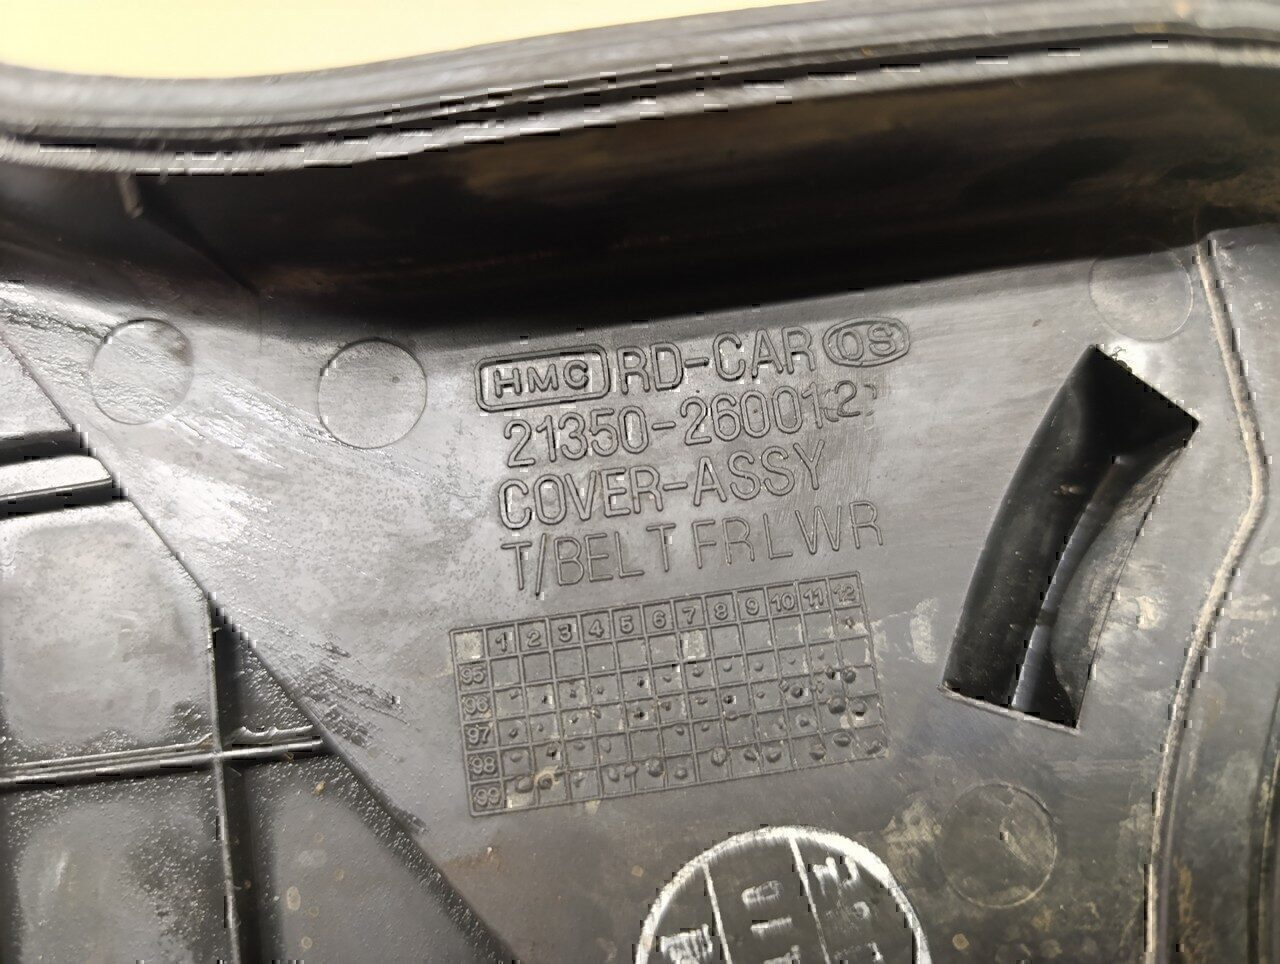 HMC RD-CAR OS
21350-26001(2)
COVER-ASSY
T/BELT FR LWR
1 2 3 4 5 6 7 8 9 10 11 12
95
96
97
98
99